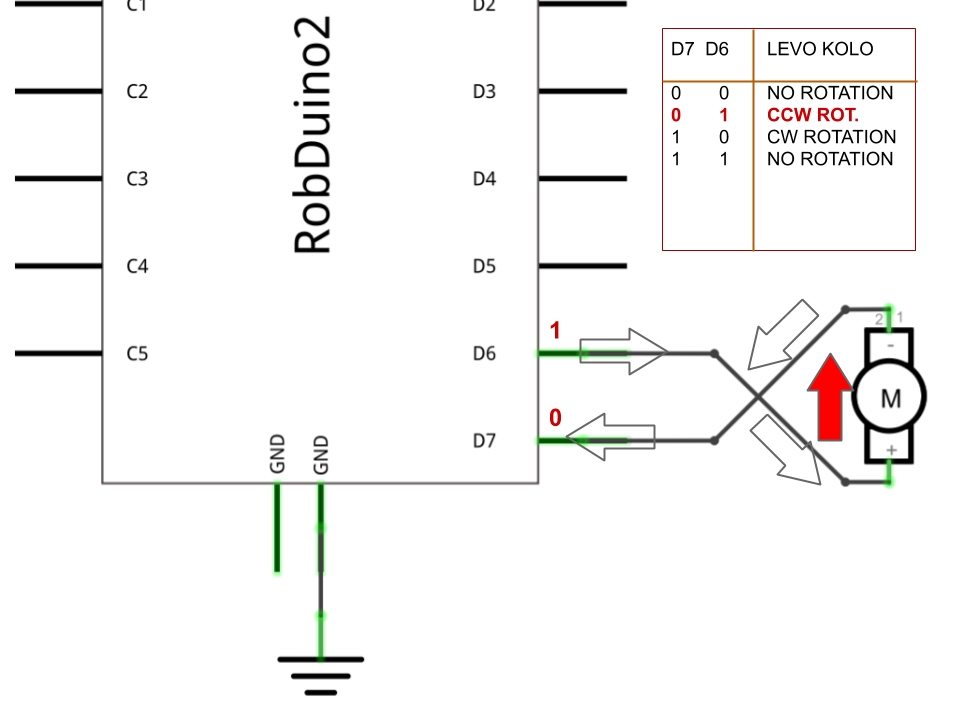 C1
D2
D7 D6 LEVO KOLO
0 0 NO ROTATION
0 1 CCW ROT.
1 0 CW ROTATION
1 1 NO ROTATION
RobDuino2
C2
D3
C3
D4
C4
D5
2 1
-
1
C5
D6
M
0
D7
+
GND
GND